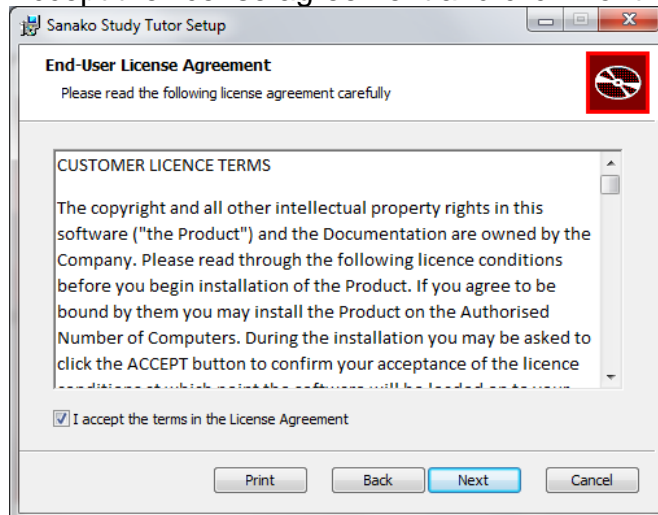 Sanako Study Tutor Setup
End-User License Agreement
Please read the following license agreement carefully
CUSTOMER LICENCE TERMS
The copyright and all other intellectual property rights in this
software ("the Product") and the Documentation are owned by the
Company. Please read through the following licence conditions
before you begin installation of the Product. If you agree to be
bound by them you may install the Product on the Authorised
Number of Computers. During the installation you may be asked to
click the ACCEPT button to confirm your acceptance of the licence
I accept the terms in the License Agreement
Print Back Next Cancel